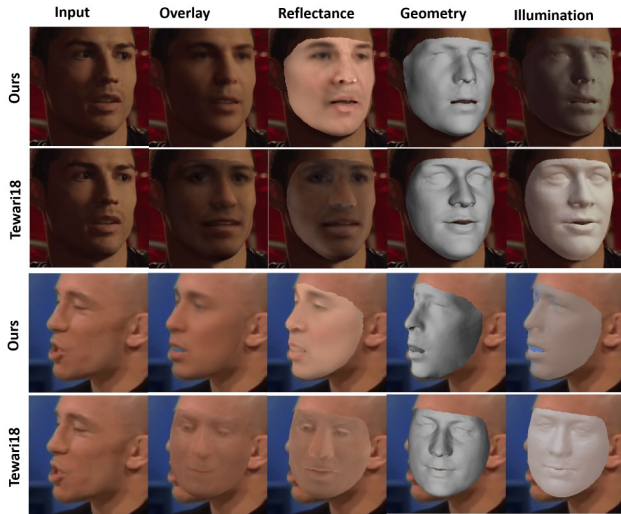 Input Overlay Reflectance Geometry Illumination
Ours
Tewari18
Ours
Tewari18